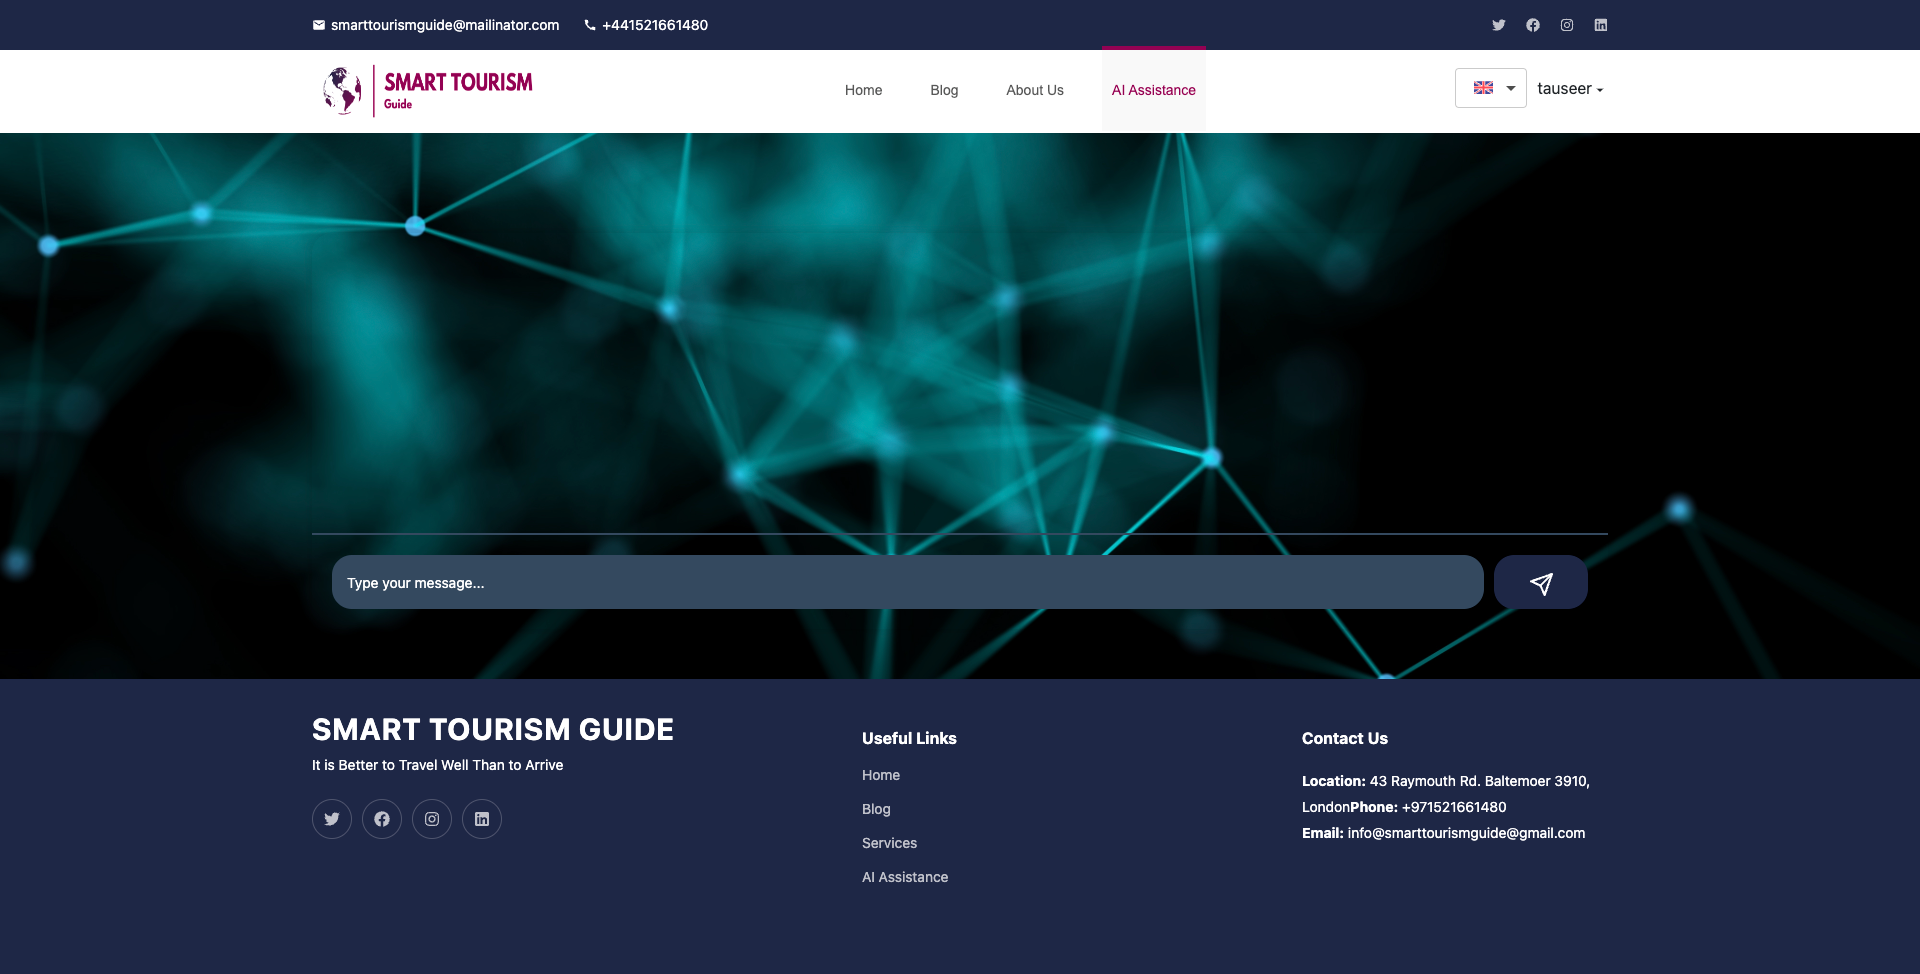 smarttourismguide@mailinator.com +441521661480
SMART TOURISM
Guide
Home Blog About Us AI Assistance
tauseer
Type your message...
SMART TOURISM GUIDE
It is Better to Travel Well Than to Arrive
Useful Links
Home
Blog
Services
AI Assistance
Contact Us
Location: 43 Raymouth Rd. Baltemoer 3910,
LondonPhone: +971521661480
Email: info@smarttourismguide@gmail.com